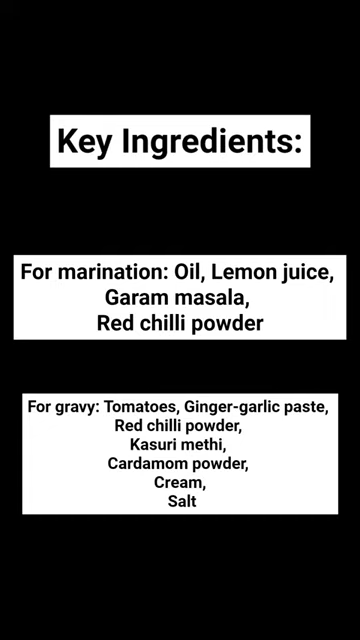 Key Ingredients:
For marination: Oil, Lemon juice,
Garam masala,
Red chilli powder
For gravy: Tomatoes, Ginger-garlic paste,
Red chilli powder,
Kasuri methi,
Cardamom powder,
Cream,
Salt